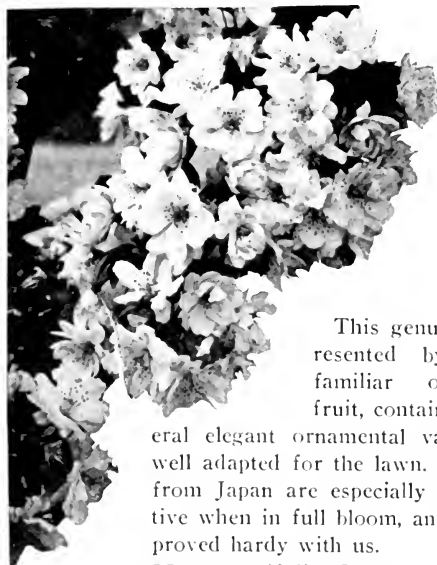 This genu
resented by
familiar o
fruit, contai
eral elegant ornamental va
well adapted for the lawn.
from Japan are especially
tive when in full bloom, an
proved hardy with us.